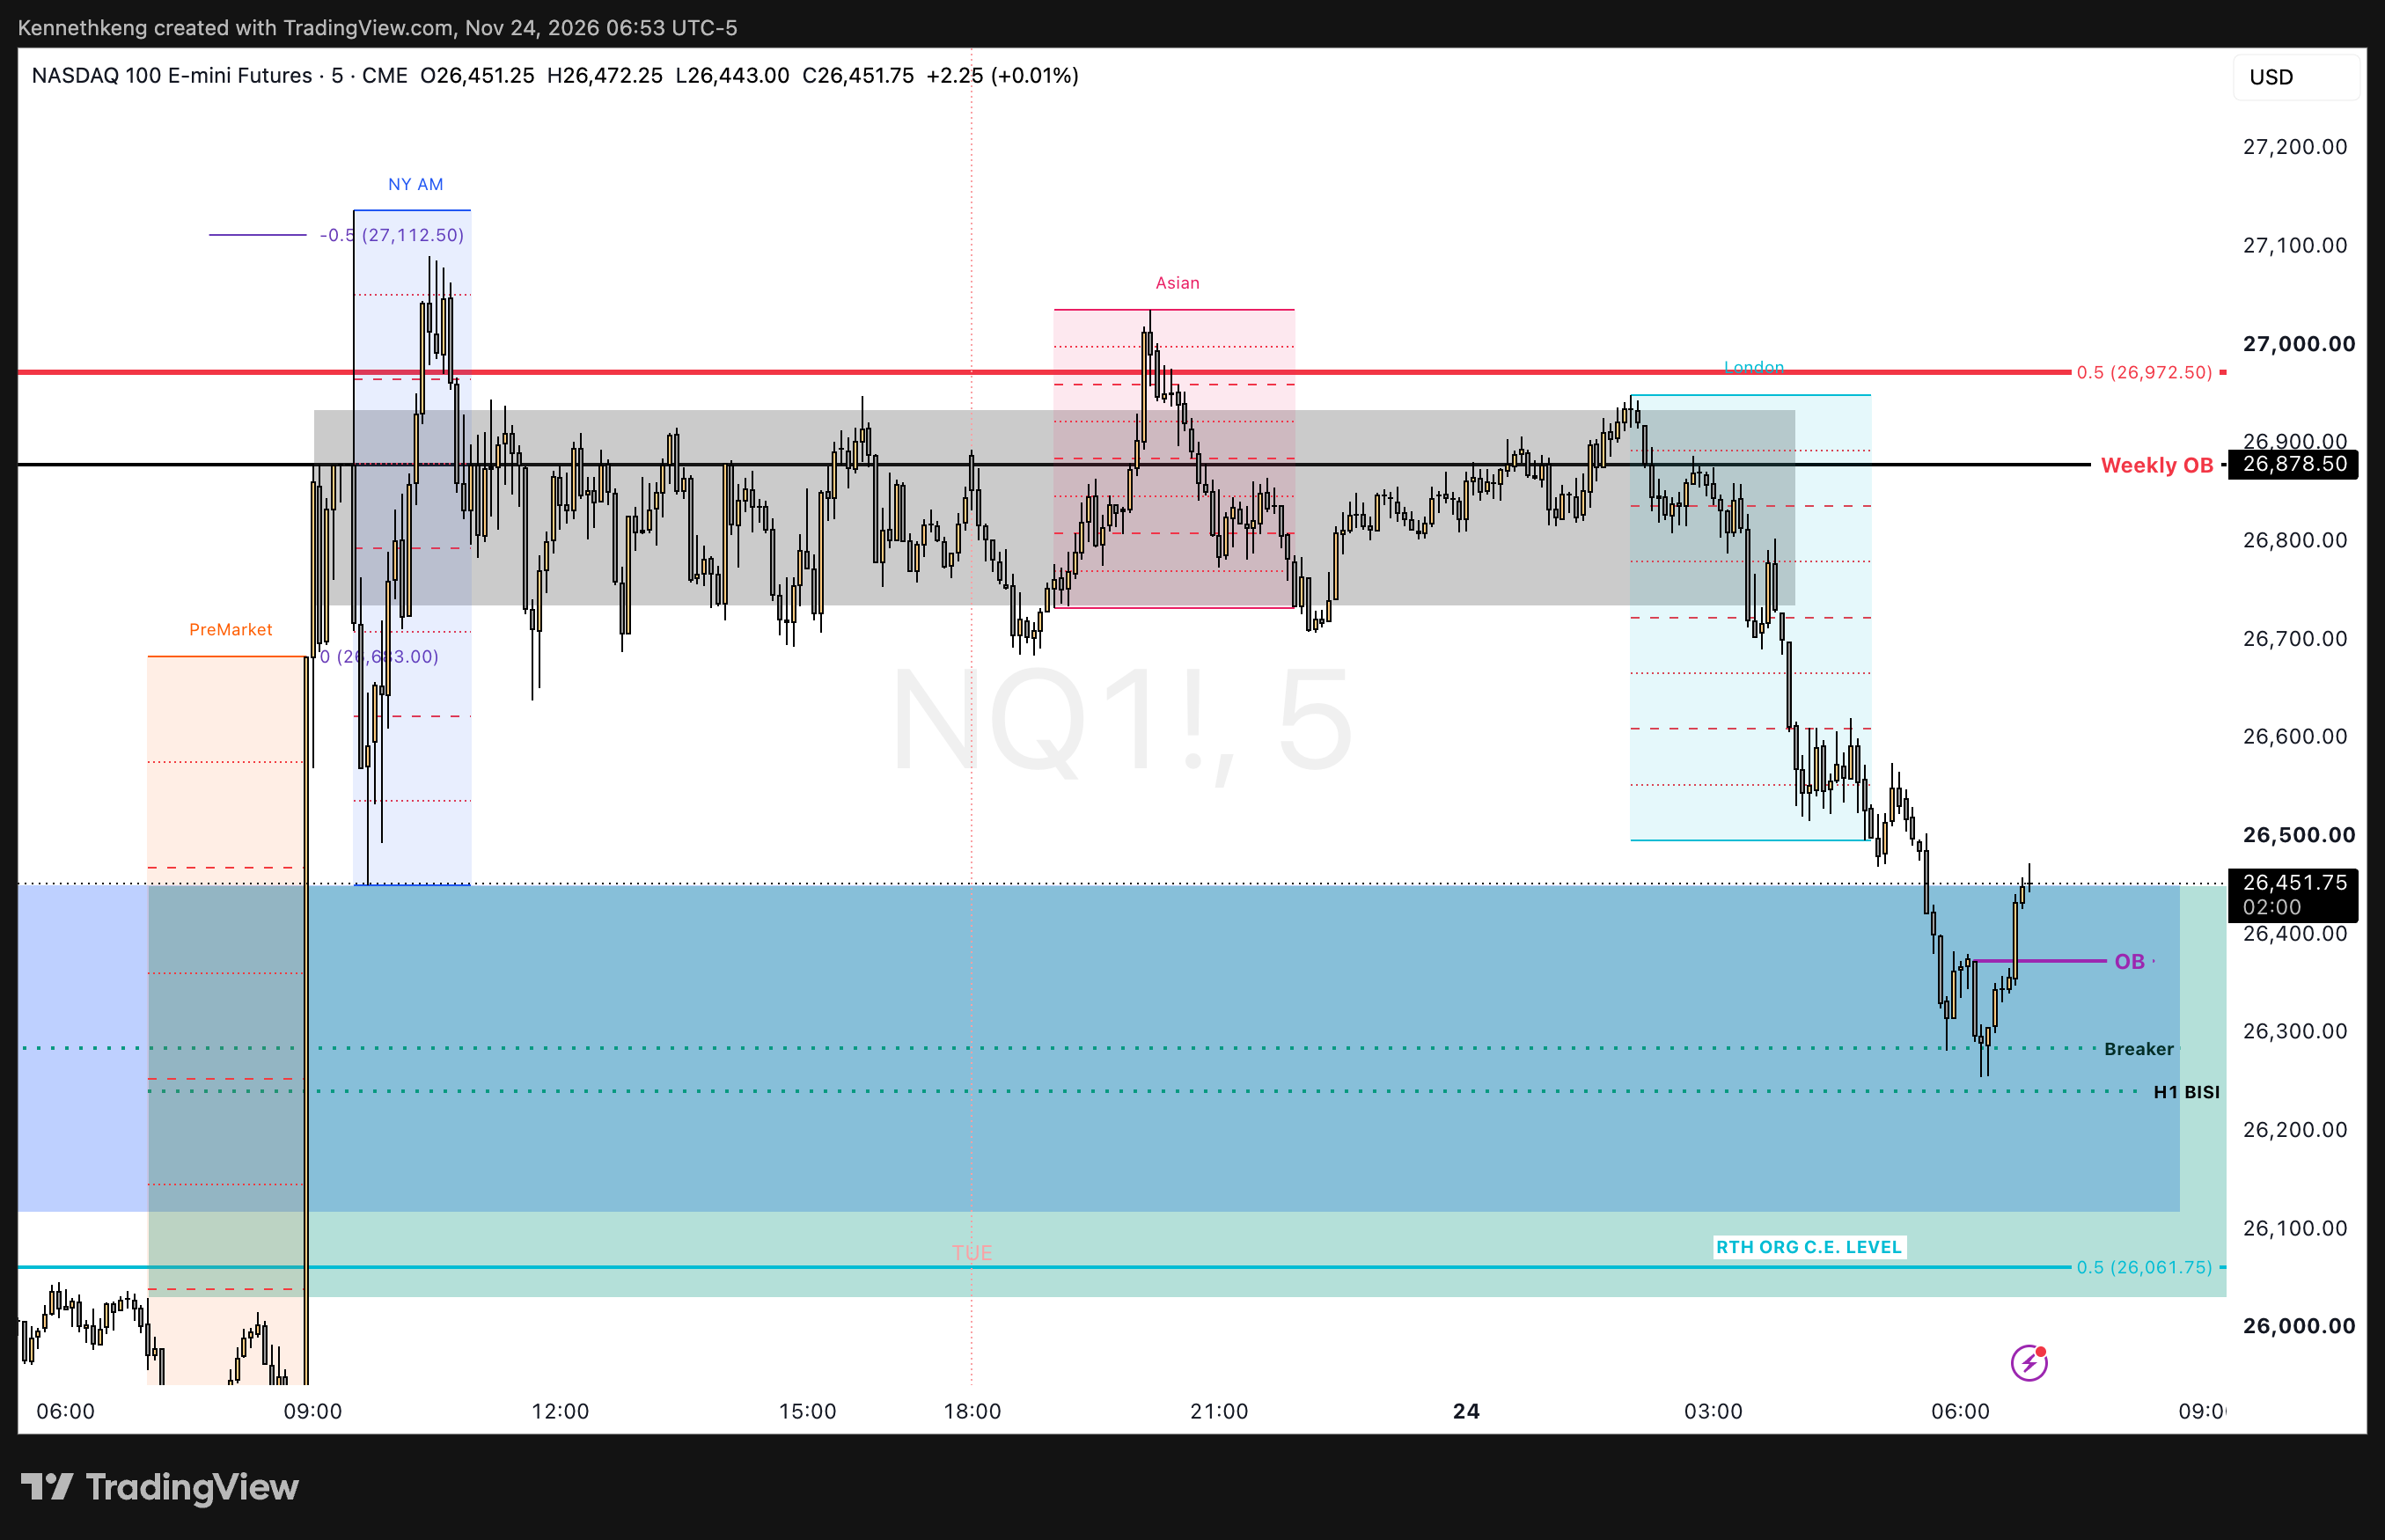 Kennethkeng created with TradingView.com, Nov 24, 2026 06:53 UTC-5
NASDAQ 100 E-mini Futures · 5 · CME O26,451.25 H26,472.25 L26,443.00 C26,451.75 +2.25 (+0.01%)
USD
27,200.00
NY AM
-0.5 (27,112.50)
27,100.00
Asian
27,000.00
London
0.5 (26,972.50)
26,900.00
Weekly OB
26,878.50
26,800.00
PreMarket
26,700.00
0 (26,683.00)
NQ1!, 5
26,600.00
26,500.00
26,451.75
02:00
26,400.00
OB
26,300.00
Breaker
H1 BISI
26,200.00
26,100.00
TUE
RTH ORG C.E. LEVEL
0.5 (26,061.75)
26,000.00
06:00 09:00 12:00 15:00 18:00 21:00 24 03:00 06:00 09:0
TradingView